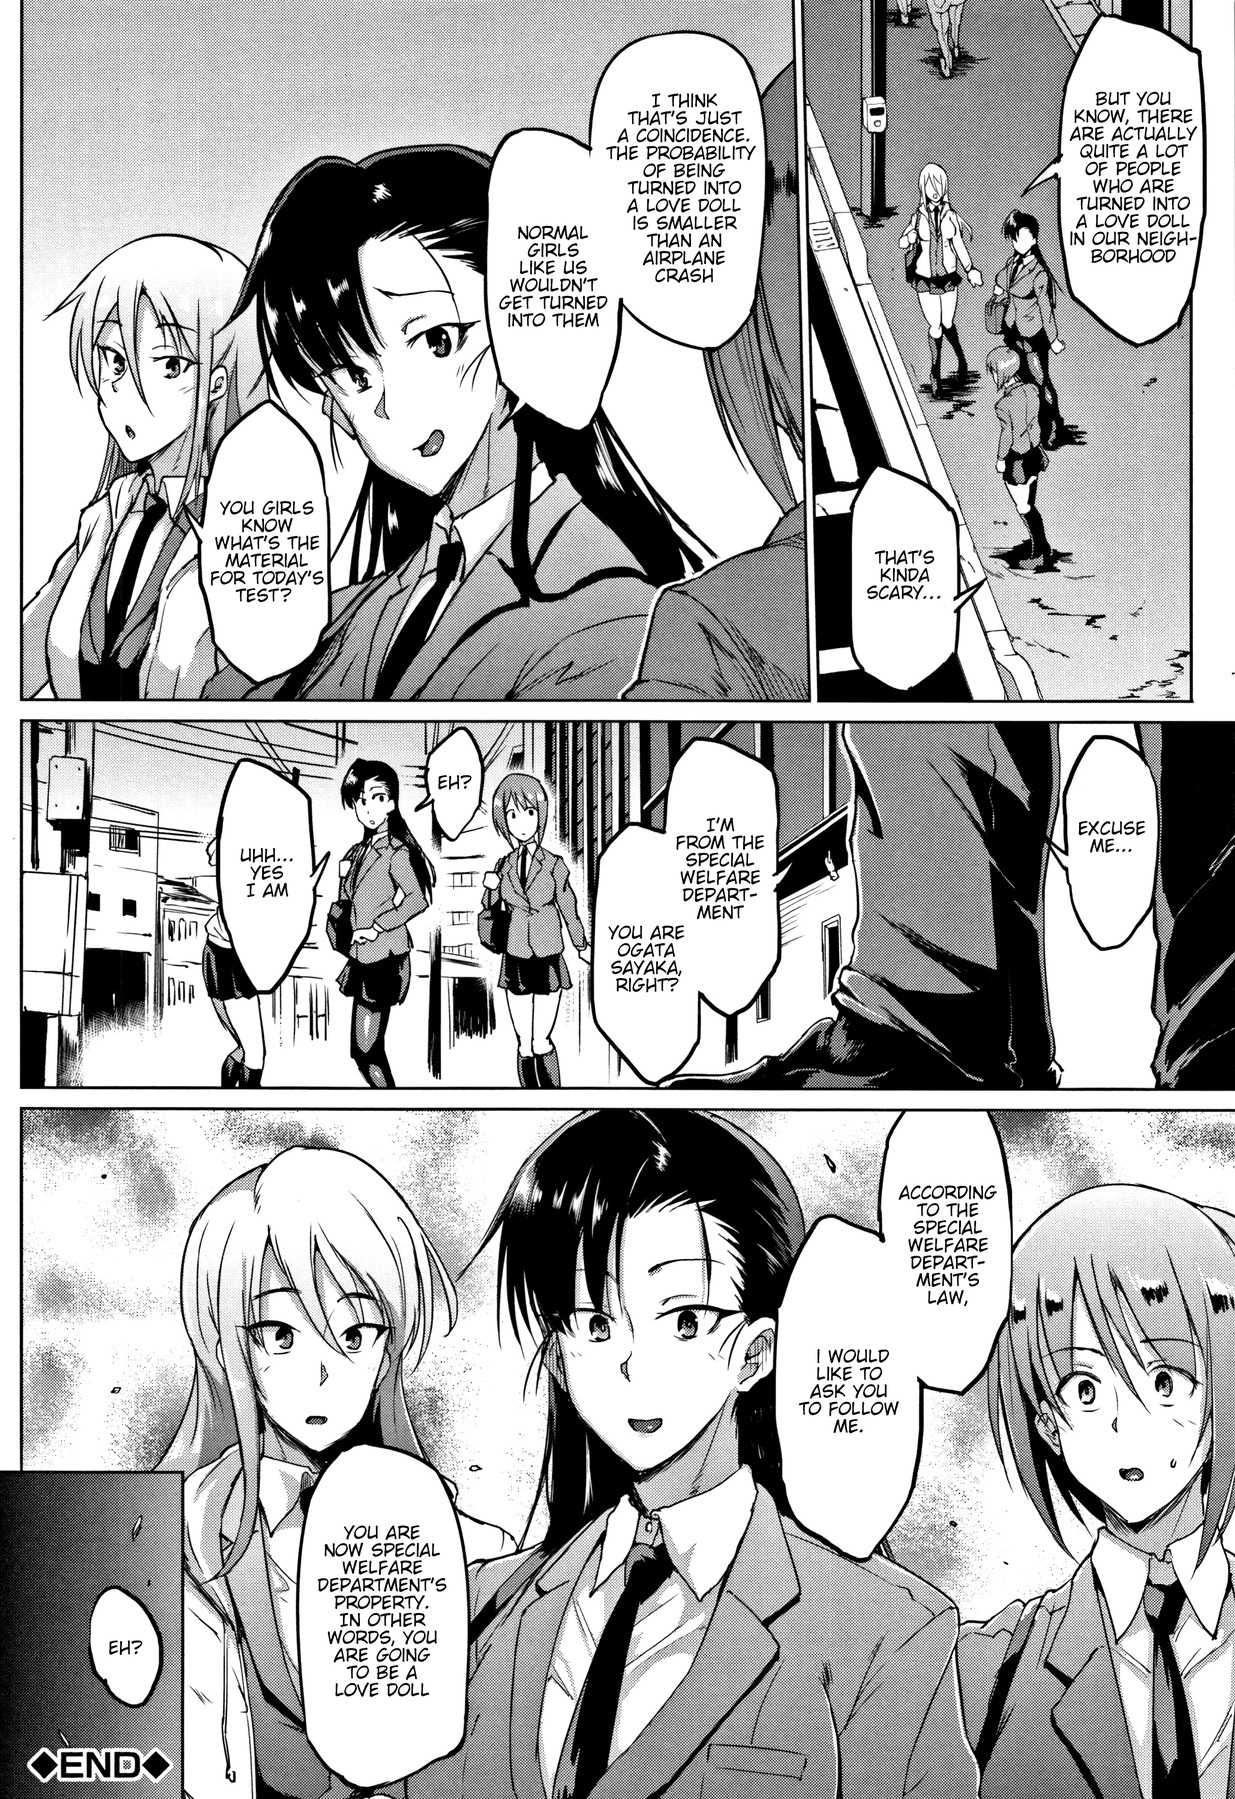 BUT YOU
KNOW, THERE
ARE ACTUALLY
QUITE A LOT
OF PEOPLE
WHO ARE
TURNED INTO
A LOVE DOLL
IN OUR NEIGH-
BORHOOD
THAT'S
KINDA
SCARY...
I THINK
THAT'S JUST
A COINCIDENCE.
THE PROBABILITY
OF BEING
TURNED INTO
A LOVE DOLL
IS SMALLER
THAN AN
AIRPLANE
CRASH
NORMAL
GIRLS
LIKE US
WOULDN'T
GET TURNED
INTO THEM
YOU GIRLS
KNOW
WHAT'S THE
MATERIAL
FOR TODAY'S
TEST?
EXCUSE
ME...
I'M
FROM THE
SPECIAL
WELFARE
DEPART-
MENT
YOU ARE
OGATA
SAYAKA,
RIGHT?
EH?
UHH...
YES
I AM
ACCORDING
TO THE
SPECIAL
WELFARE
DEPART-
MENT'S
LAW,
I WOULD
LIKE TO
ASK YOU
TO FOLLOW
ME.
YOU ARE
NOW SPECIAL
WELFARE
DEPARTMENT'S
PROPERTY.
IN OTHER
WORDS, YOU
ARE GOING
TO BE A
LOVE DOLL
EH?
◆END◆